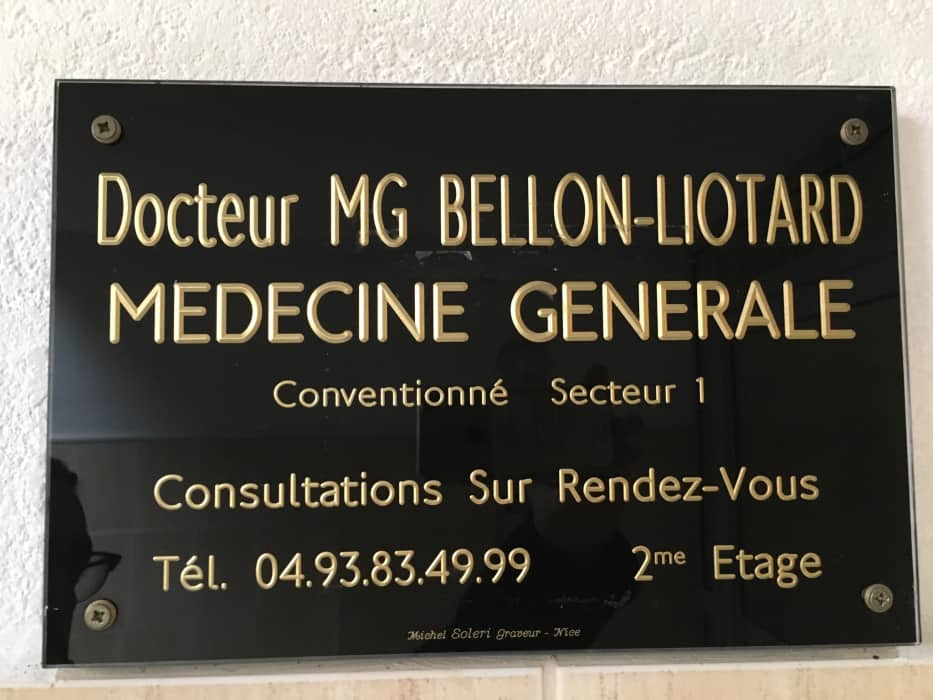 Docteur MG BELLON-LIOTARD
MEDECINE GENERALE
Conventionné Secteur 1
Consultations Sur Rendez-Vous
Tél. 04.93.83.49.99 2me Etage
Michel Soleri Graveur - Nice